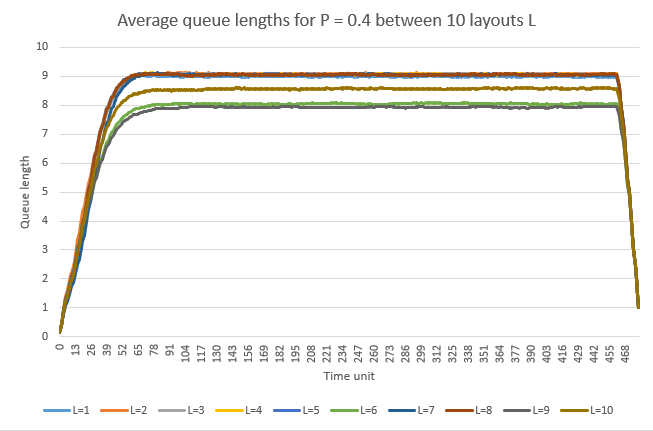 Average queue lengths for P = 0.4 between 10 layouts L
10
9
8
7
6
5
4
3
2
1
0
Queue length
0 13 26 39 52 65 78 91 104 117 130 143 156 169 182 195 208 221 234 247 260 273 286 299 312 325 338 351 364 377 390 403 416 429 442 455 468
Time unit
L=1 L=2 L=3 L=4 L=5 L=6 L=7 L=8 L=9 L=10